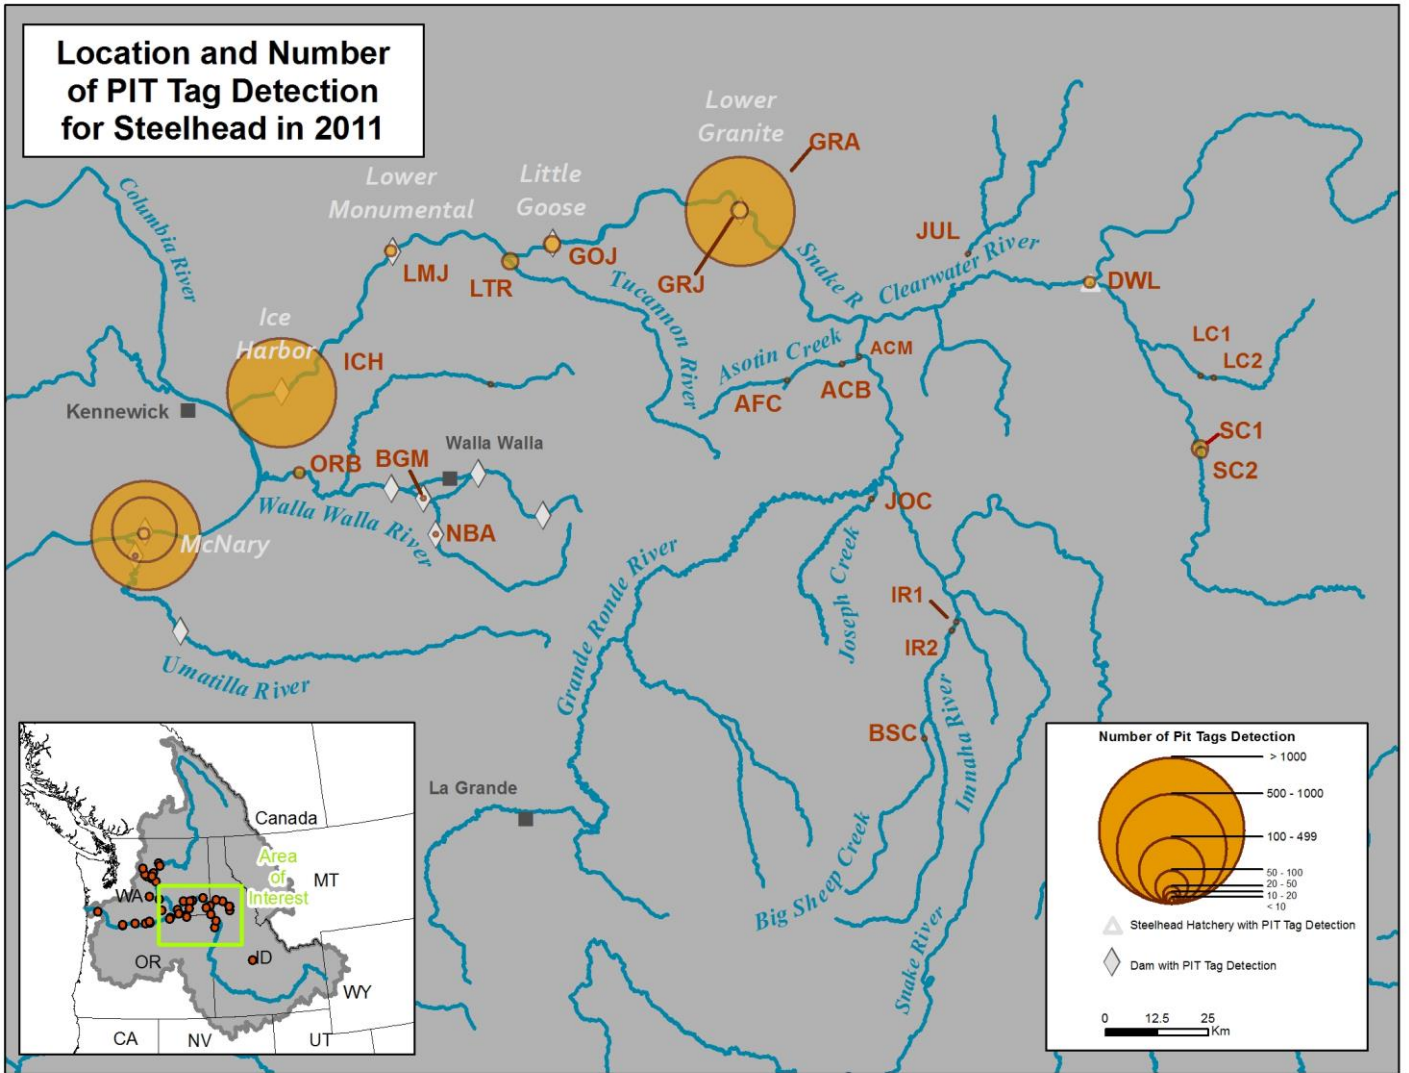 Location and Number
of PIT Tag Detection
for Steelhead in 2011
Lower
Granite
GRA
Columbia River
Lower
Monumental
Little
Goose
LMJ
LTR
GOJ
GRJ
Snake R
JUL
Clearwater River
DWL
Tucannon River
Ice
Harbor
ICH
Asotin Creek
ACM
ACB
AFC
LC1
LC2
Kennewick
Walla Walla
SC1
SC2
ORB
BGM
Walla Walla River
NBA
McNary
JOC
Joseph Creek
Grande Ronde River
IR1
IR2
Umatilla River
BSC
Imnaha River
La Grande
Big Sheep Creek
Snake River
Canada
Area
of
Interest
WA
MT
OR
ID
WY
CA
NV
UT
Number of Pit Tags Detection
> 1000
500 - 1000
100 - 499
50 - 100
20 - 50
10 - 20
< 10
Steelhead Hatchery with PIT Tag Detection
Dam with PIT Tag Detection
0 12.5 25
Km